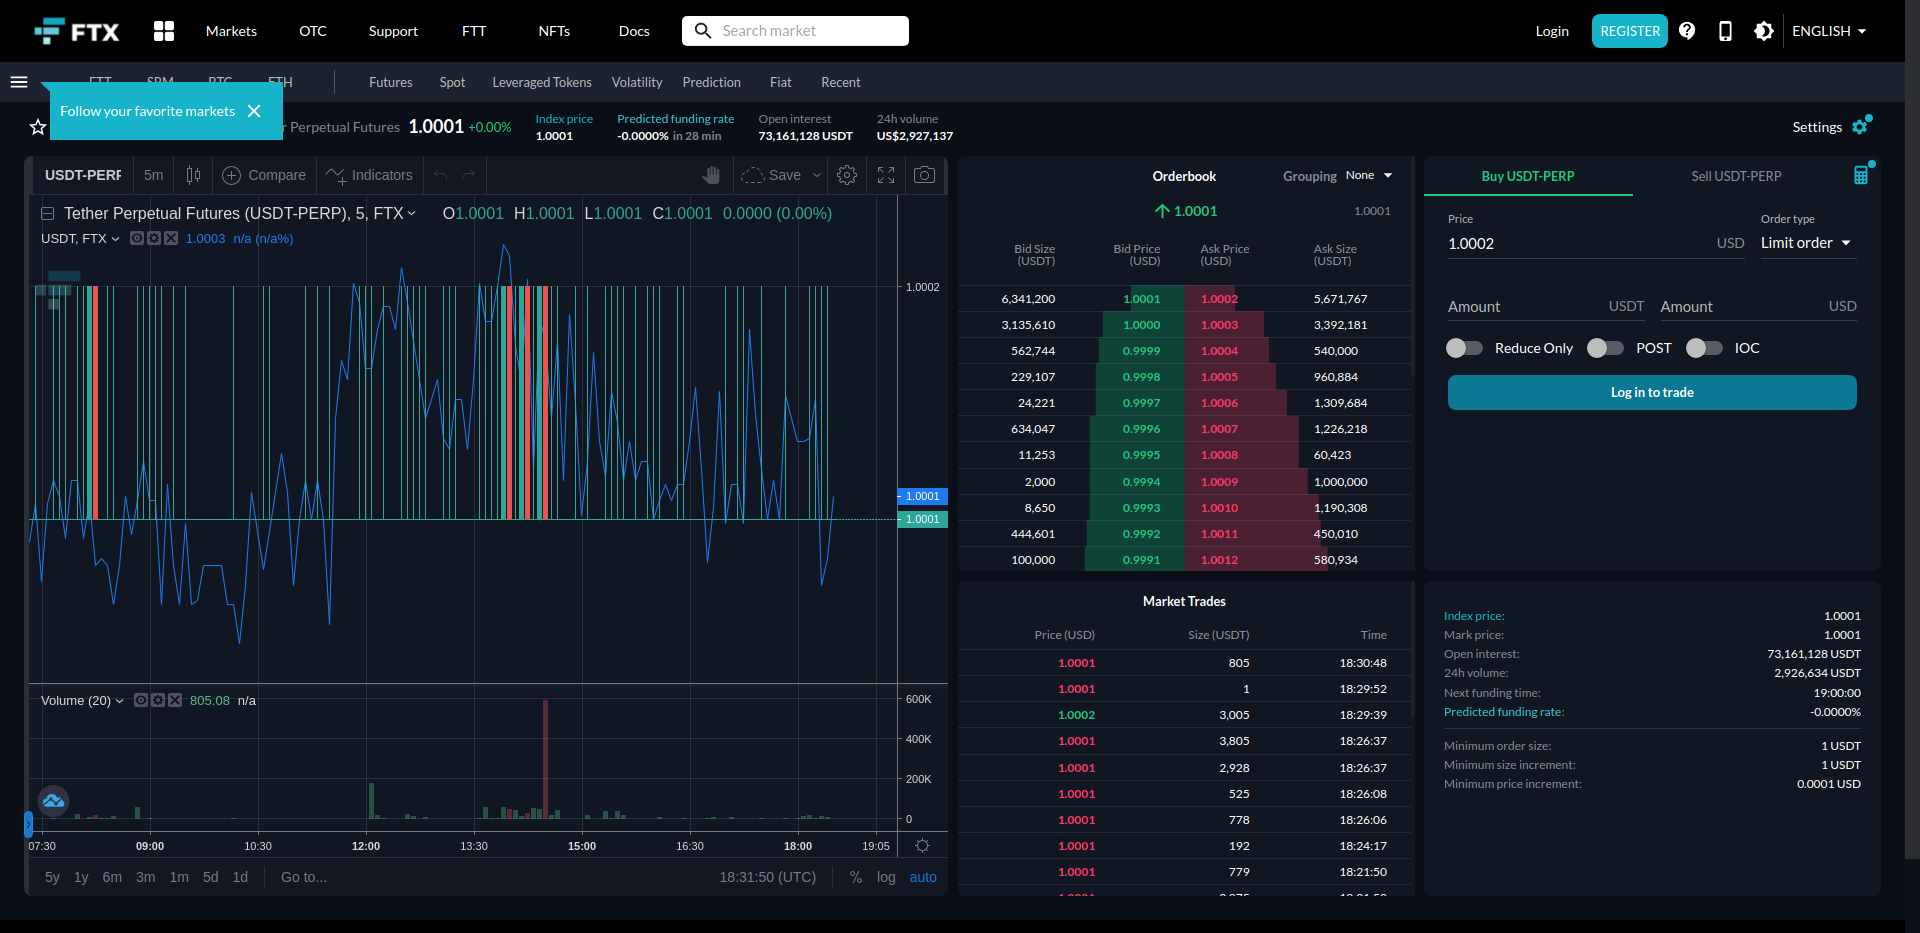 FTX
Markets
OTC
Support
FTT
NFTs
Docs
Search market
Login
REGISTER
ENGLISH
Futures
Spot
Leveraged Tokens
Volatility
Prediction
Fiat
Recent
Follow your favorite markets
Perpetual Futures 1.0001 +0.00%
Index price
1.0001
Predicted funding rate
-0.0000% in 28 min
Open interest
73,161,128 USDT
24h volume
US$2,927,137
Settings
USDT-PERP 5m Compare Indicators Save
Tether Perpetual Futures (USDT-PERP), 5, FTX O1.0001 H1.0001 L1.0001 C1.0001 0.0000 (0.00%)
USDT, FTX 1.0003 n/a (n/a%)
1.0002
1.0001
1.0001
Volume (20) 805.08 n/a
600K
400K
200K
0
07:30 09:00 10:30 12:00 13:30 15:00 16:30 18:00 19:05
5y 1y 6m 3m 1m 5d 1d Go to... 18:31:50 (UTC) % log auto
Orderbook Grouping None
1.0001 1.0001
Bid Size (USDT) Bid Price (USD) Ask Price (USD) Ask Size (USDT)
6,341,200 1.0001 1.0002 5,671,767
3,135,610 1.0000 1.0003 3,392,181
562,744 0.9999 1.0004 540,000
229,107 0.9998 1.0005 960,884
24,221 0.9997 1.0006 1,309,684
634,047 0.9996 1.0007 1,226,218
11,253 0.9995 1.0008 60,423
2,000 0.9994 1.0009 1,000,000
8,650 0.9993 1.0010 1,190,308
444,601 0.9992 1.0011 450,010
100,000 0.9991 1.0012 580,934
Market Trades
Price (USD) Size (USDT) Time
1.0001 805 18:30:48
1.0001 1 18:29:52
1.0002 3,005 18:29:39
1.0001 3,805 18:26:37
1.0001 2,928 18:26:37
1.0001 525 18:26:08
1.0001 778 18:26:06
1.0001 192 18:24:17
1.0001 779 18:21:50
Buy USDT-PERP
Sell USDT-PERP
Price
1.0002 USD
Order type
Limit order
Amount USDT
Amount USD
Reduce Only
POST
IOC
Log in to trade
Index price: 1.0001
Mark price: 1.0001
Open interest: 73,161,128 USDT
24h volume: 2,926,634 USDT
Next funding time: 19:00:00
Predicted funding rate: -0.0000%
Minimum order size: 1 USDT
Minimum size increment: 1 USDT
Minimum price increment: 0.0001 USD